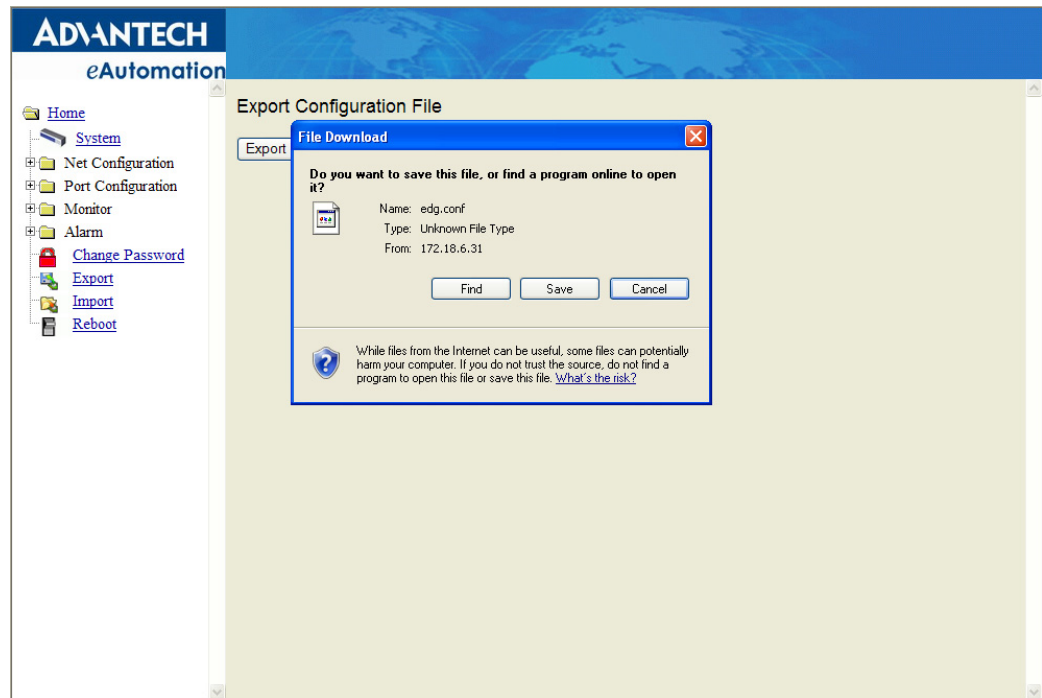 ADVANTECH
eAutomation
Home
System
Net Configuration
Port Configuration
Monitor
Alarm
Change Password
Export
Import
Reboot
Export Configuration File
Export
File Download
Do you want to save this file, or find a program online to open
it?
Name: edg.conf
Type: Unknown File Type
From: 172.18.6.31
Find Save Cancel
While files from the Internet can be useful, some files can potentially
harm your computer. If you do not trust the source, do not find a
program to open this file or save this file. What's the risk?